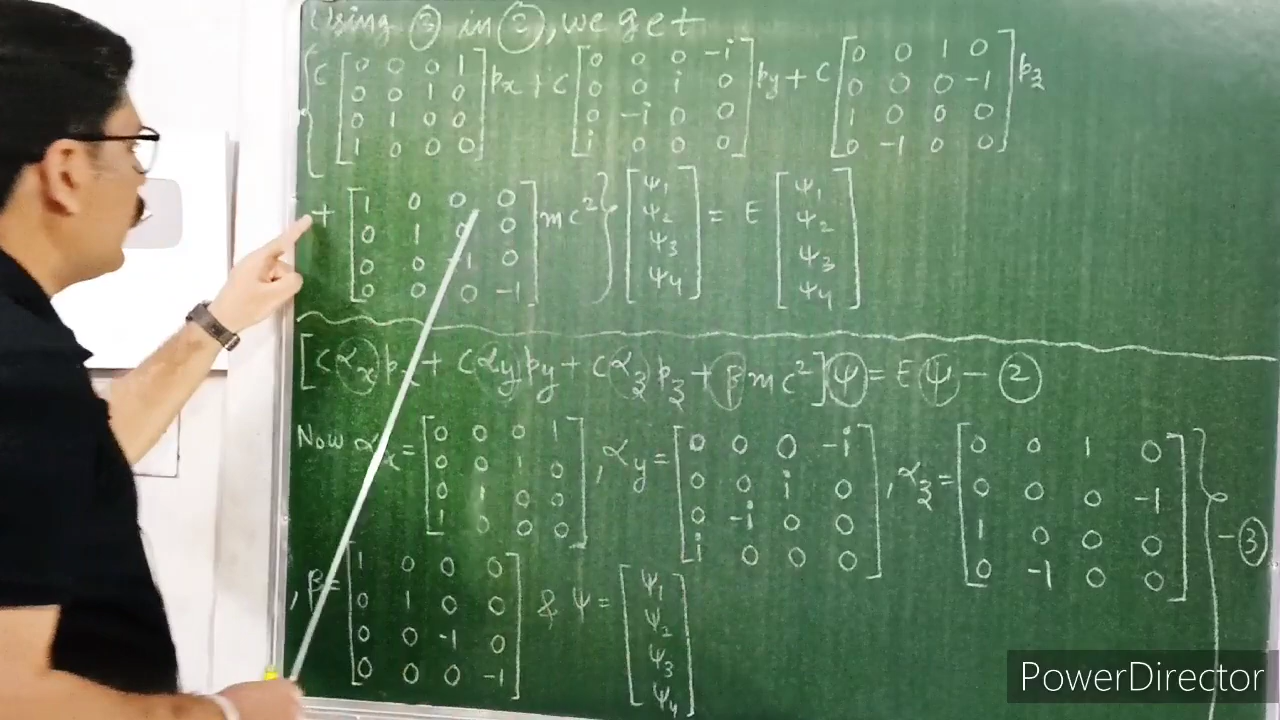 Using ③ in ②, we get
{ c [ 0 0 0 1 ; 0 0 1 0 ; 0 1 0 0 ; 1 0 0 0 ] px + c [ 0 0 0 -i ; 0 0 i 0 ; 0 -i 0 0 ; i 0 0 0 ] py + c [ 0 0 1 0 ; 0 0 0 -1 ; 1 0 0 0 ; 0 -1 0 0 ] pz
+ [ 1 0 0 0 ; 0 1 0 0 ; 0 0 -1 0 ; 0 0 0 -1 ] mc² } [ ψ₁ ; ψ₂ ; ψ₃ ; ψ₄ ] = E [ ψ₁ ; ψ₂ ; ψ₃ ; ψ₄ ]
[cαx px + cαy py + cαz pz + βmc²]ψ = Eψ - ②
Now αx = [ 0 0 0 1 ; 0 0 1 0 ; 0 1 0 0 ; 1 0 0 0 ] , αy = [ 0 0 0 -i ; 0 0 i 0 ; 0 -i 0 0 ; i 0 0 0 ] , αz = [ 0 0 1 0 ; 0 0 0 -1 ; 1 0 0 0 ; 0 -1 0 0 ] } - ③
, β = [ 1 0 0 0 ; 0 1 0 0 ; 0 0 -1 0 ; 0 0 0 -1 ] & ψ = [ ψ₁ ; ψ₂ ; ψ₃ ; ψ₄ ]
PowerDirector